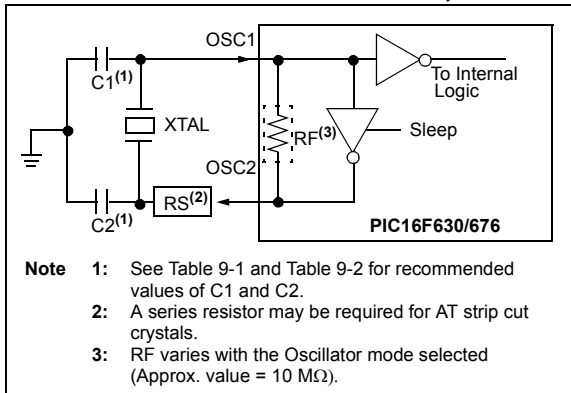 OSC1
C1(1)
XTAL
To Internal
Logic
RF(3)
Sleep
OSC2
RS(2)
C2(1)
PIC16F630/676
Note 1: See Table 9-1 and Table 9-2 for recommended
values of C1 and C2.
2: A series resistor may be required for AT strip cut
crystals.
3: RF varies with the Oscillator mode selected
(Approx. value = 10 MΩ).